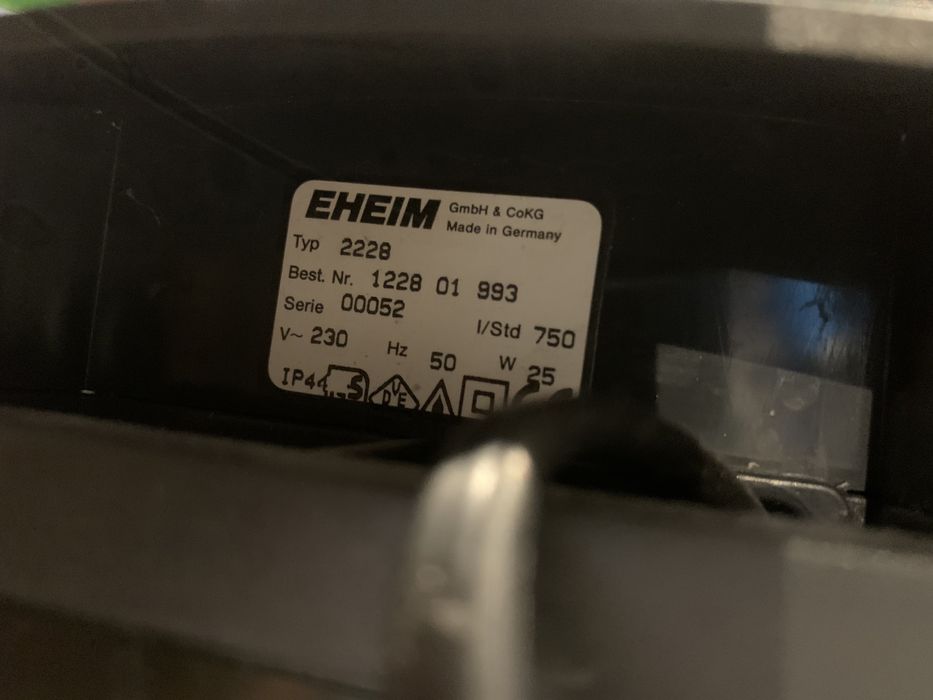 EHEIM GmbH & CoKG
Made in Germany
Typ 2228
Best. Nr. 1228 01 993
Serie 00052
l/Std 750
V~ 230 Hz 50 W 25
IP44 S VDE